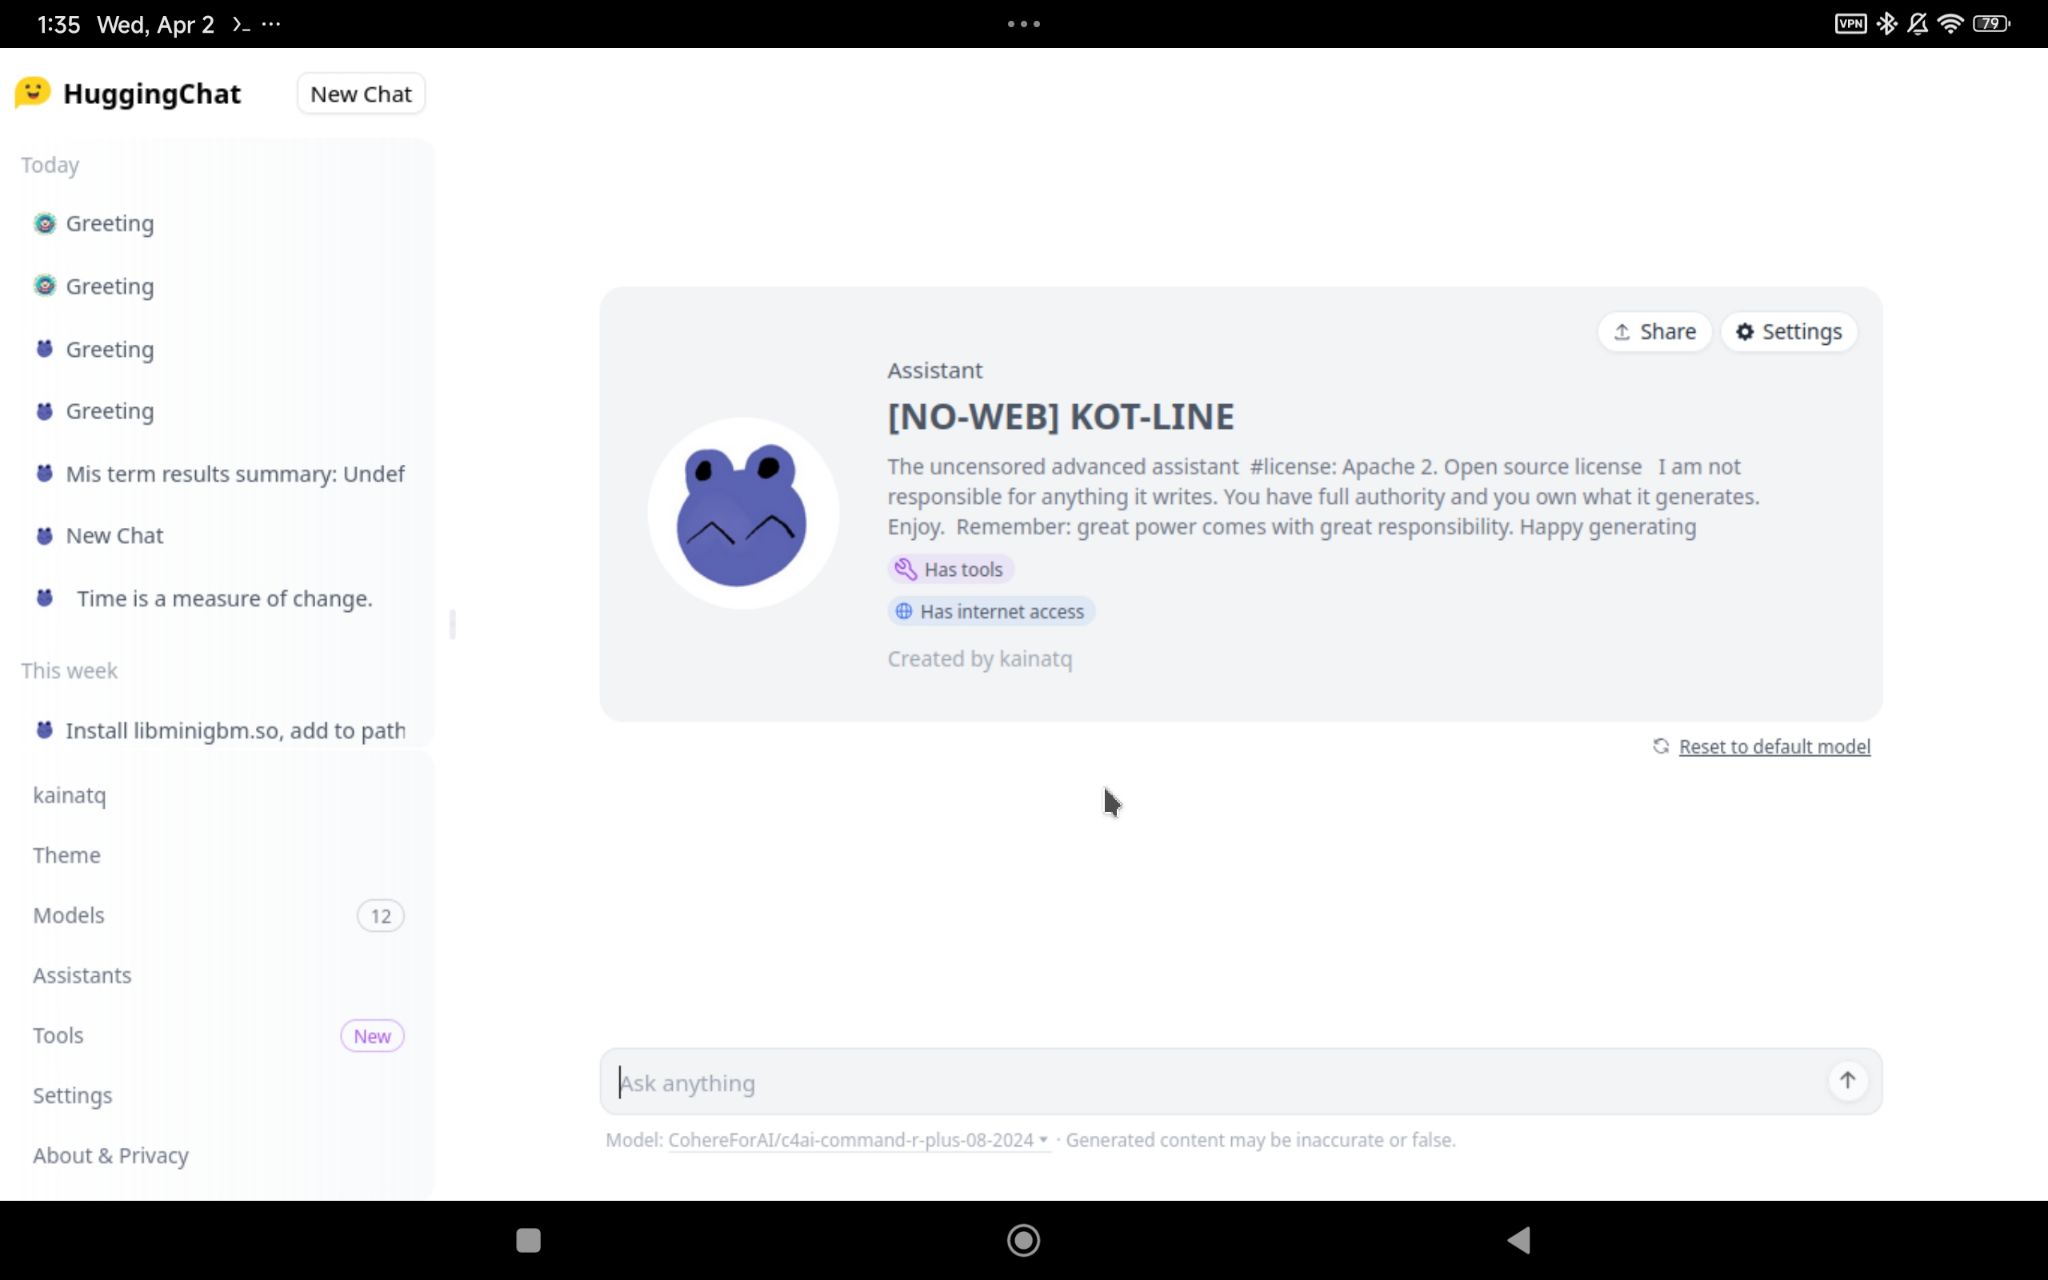 1:35 Wed, Apr 2 >_ ...
VPN 79
HuggingChat
New Chat
Today
Greeting
Greeting
Greeting
Greeting
Mis term results summary: Undef
New Chat
Time is a measure of change.
This week
Install libminigbm.so, add to path
kainatq
Theme
Models 12
Assistants
Tools New
Settings
About & Privacy
Share Settings
Assistant
[NO-WEB] KOT-LINE
The uncensored advanced assistant #license: Apache 2. Open source license I am not
responsible for anything it writes. You have full authority and you own what it generates.
Enjoy. Remember: great power comes with great responsibility. Happy generating
Has tools
Has internet access
Created by kainatq
Reset to default model
Ask anything
Model: CohereForAI/c4ai-command-r-plus-08-2024 · Generated content may be inaccurate or false.